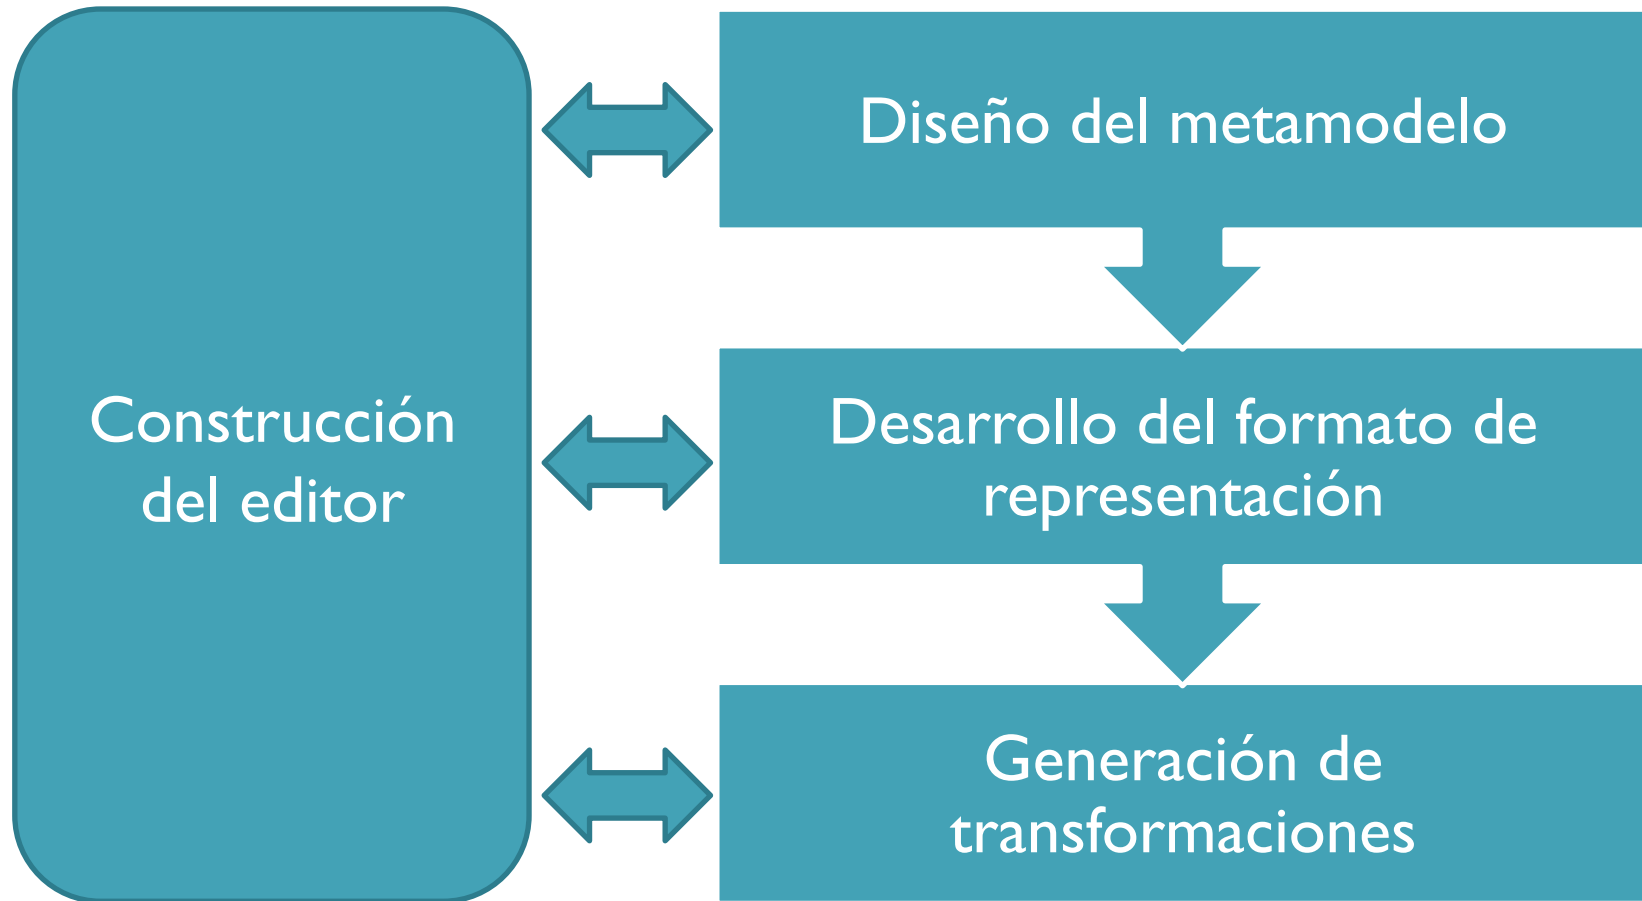 Construcción
del editor
Diseño del metamodelo
Desarrollo del formato de
representación
Generación de
transformaciones